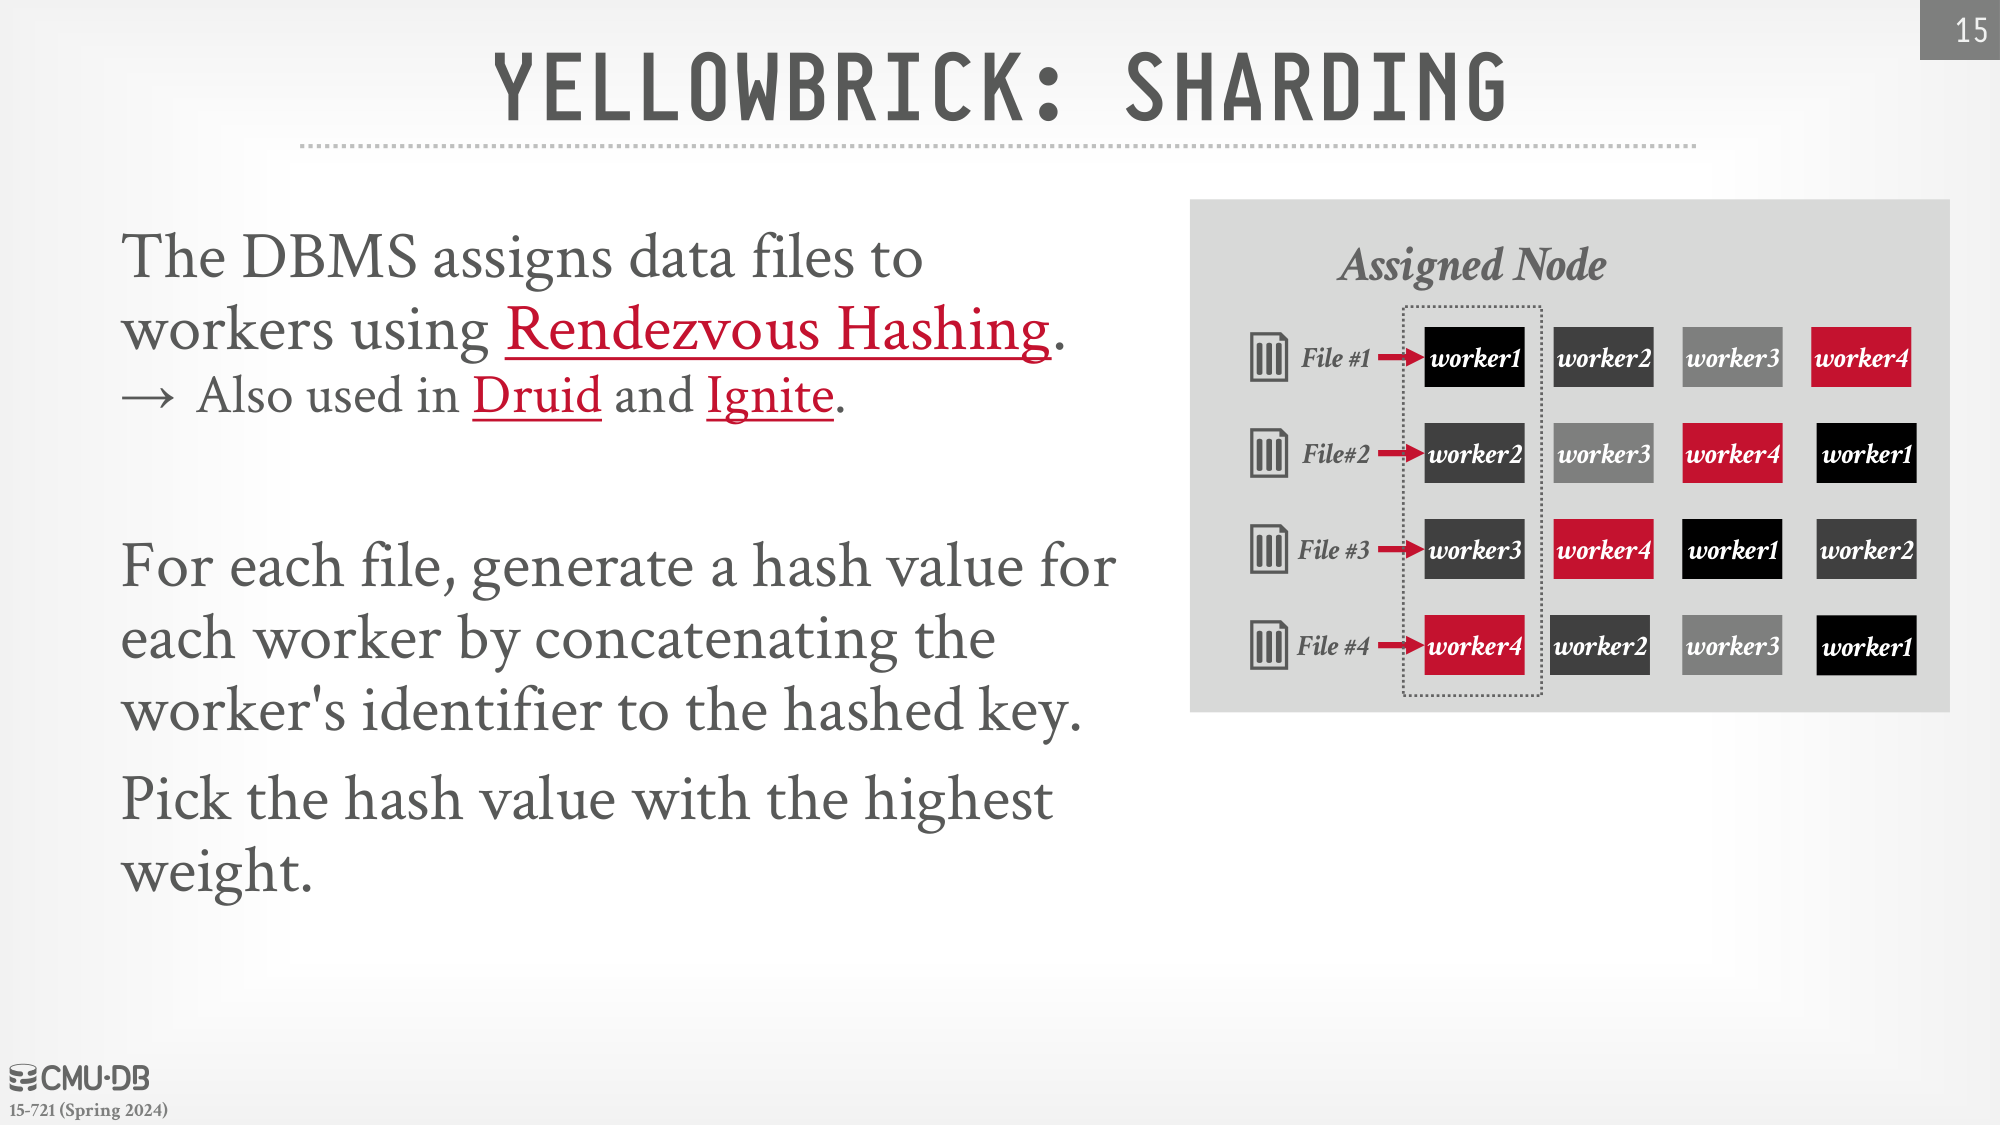 15
YELLOWBRICK: SHARDING
The DBMS assigns data files to
workers using Rendezvous Hashing.
→ Also used in Druid and Ignite.
For each file, generate a hash value for
each worker by concatenating the
worker's identifier to the hashed key.
Pick the hash value with the highest
weight.
Assigned Node
File #1 worker1 worker2 worker3 worker4
File#2 worker2 worker3 worker4 worker1
File #3 worker3 worker4 worker1 worker2
File #4 worker4 worker2 worker3 worker1
CMU·DB
15-721 (Spring 2024)